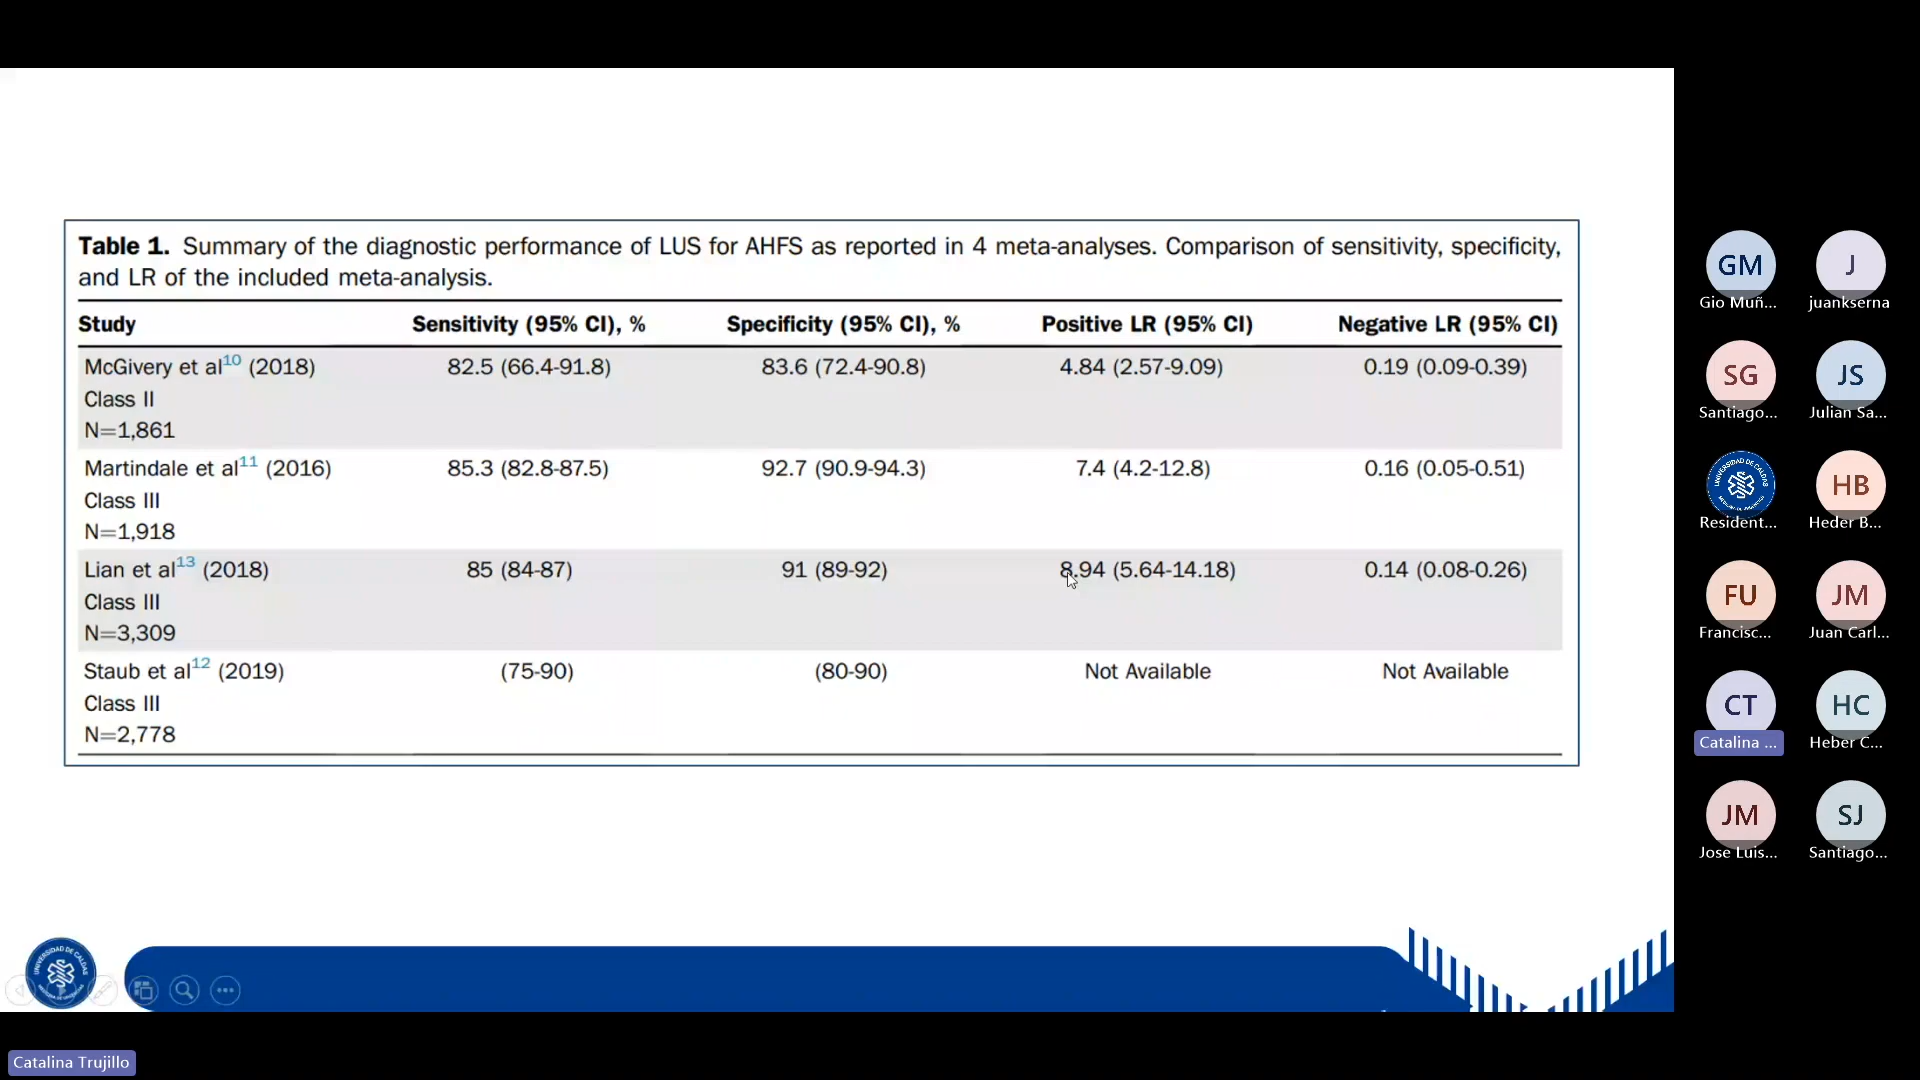 Table 1. Summary of the diagnostic performance of LUS for AHFS as reported in 4 meta-analyses. Comparison of sensitivity, specificity,
and LR of the included meta-analysis.
Study Sensitivity (95% CI), % Specificity (95% CI), % Positive LR (95% CI) Negative LR (95% CI)
McGivery et al10 (2018) 82.5 (66.4-91.8) 83.6 (72.4-90.8) 4.84 (2.57-9.09) 0.19 (0.09-0.39)
Class II
N=1,861
Martindale et al11 (2016) 85.3 (82.8-87.5) 92.7 (90.9-94.3) 7.4 (4.2-12.8) 0.16 (0.05-0.51)
Class III
N=1,918
Lian et al13 (2018) 85 (84-87) 91 (89-92) 8.94 (5.64-14.18) 0.14 (0.08-0.26)
Class III
N=3,309
Staub et al12 (2019) (75-90) (80-90) Not Available Not Available
Class III
N=2,778
GM J
Gio Muñ... juankserna
SG JS
Santiago... Julian Sa...
UNIVERSIDAD DE CALDAS HB
Resident... Heder B...
FU JM
Francisc... Juan Carl...
CT HC
Catalina ... Heber C...
JM SJ
Jose Luis... Santiago...
UNIVERSIDAD DE CALDAS
Catalina Trujillo